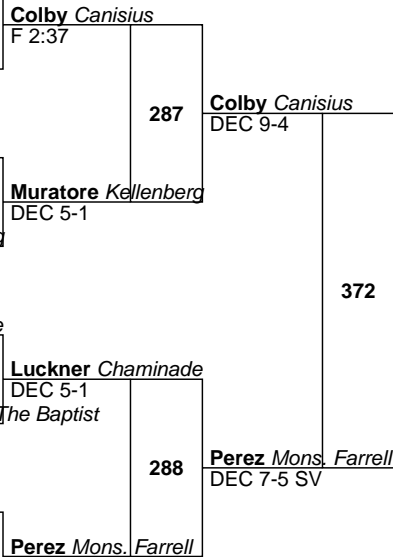 Colby Canisius
F 2:37
287
Colby Canisius
DEC 9-4
Muratore Kellenberg
DEC 5-1
372
Luckner Chaminade
DEC 5-1
The Baptist
288
Perez Mons. Farrell
DEC 7-5 SV
Perez Mons. Farrell